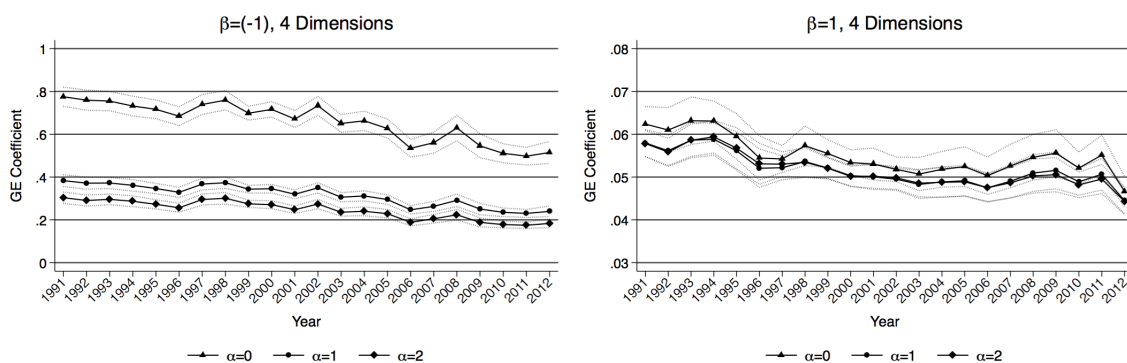 β=(-1), 4 Dimensions
GE Coefficient
1
.8
.6
.4
.2
0
1991 1992 1993 1994 1995 1996 1997 1998 1999 2000 2001 2002 2003 2004 2005 2006 2007 2008 2009 2010 2011 2012
Year
α=0 α=1 α=2
β=1, 4 Dimensions
GE Coefficient
.08
.07
.06
.05
.04
.03
1991 1992 1993 1994 1995 1996 1997 1998 1999 2000 2001 2002 2003 2004 2005 2006 2007 2008 2009 2010 2011 2012
Year
α=0 α=1 α=2